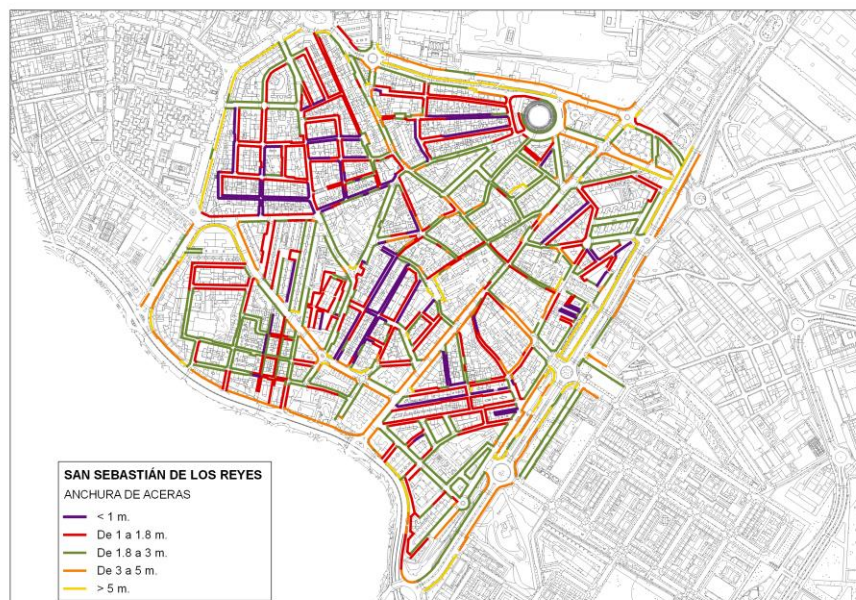 SAN SEBASTIÁN DE LOS REYES
ANCHURA DE ACERAS
< 1 m.
De 1 a 1.8 m.
De 1.8 a 3 m.
De 3 a 5 m.
> 5 m.